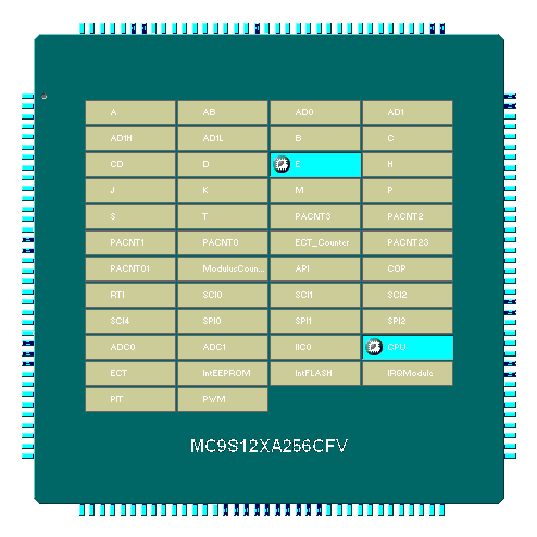 A AB AD0 AD1
AD1H AD1L B C
CD D E H
J K M P
S T PACNT3 PACNT2
PACNT1 PACNT0 ECT_Counter PACNT23
PACNT01 ModulusCoun... API COP
RTI SCI0 SCI1 SCI2
SCI4 SPI0 SPI1 SPI2
ADC0 ADC1 IIC0 CPU
ECT IntEEPROM IntFLASH IRQModule
PIT PWM
MC9S12XA256CFV